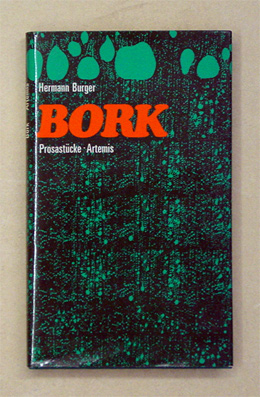 Hermann Burger
BORK
Prosastücke · Artemis